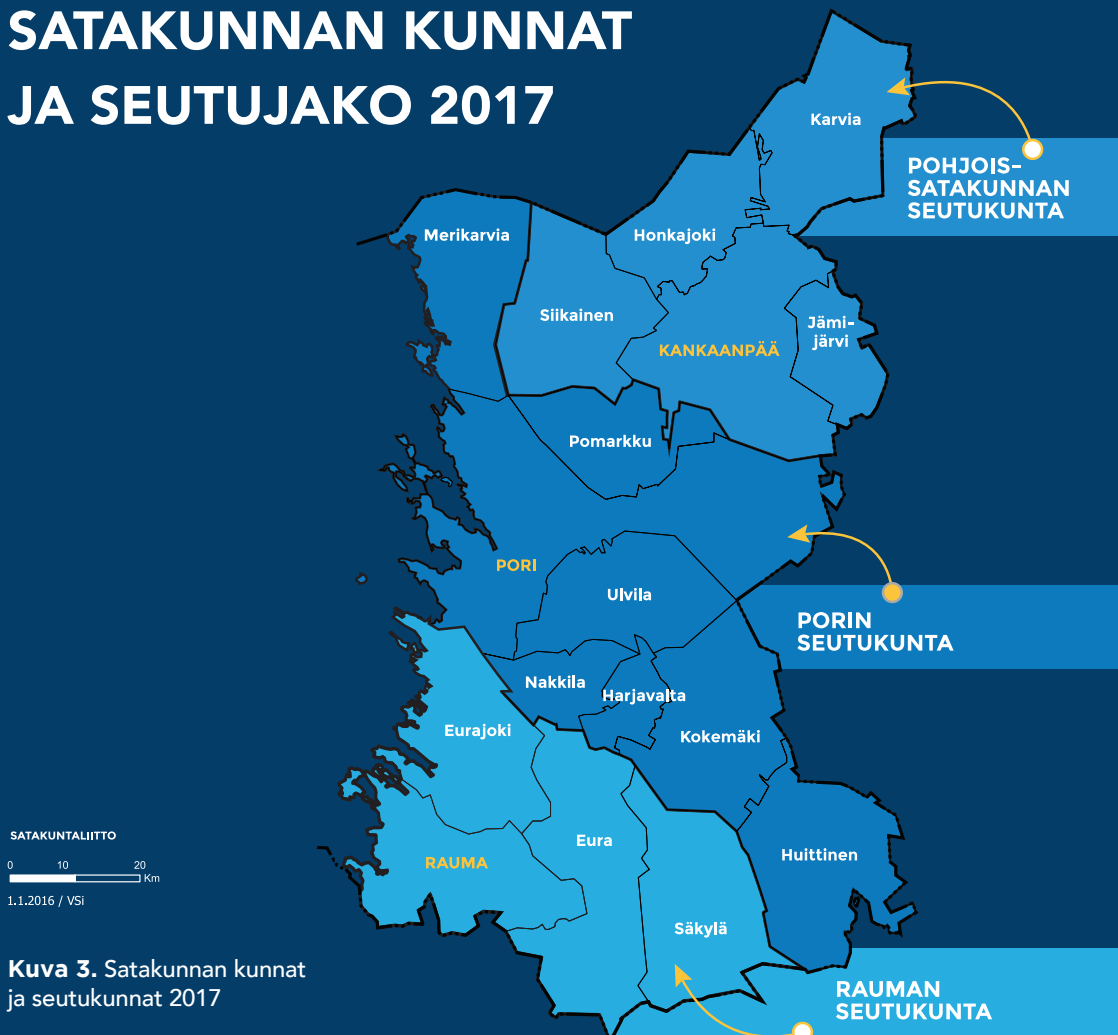 SATAKUNNAN KUNNAT
JA SEUTUJAKO 2017
Karvia
POHJOIS-
SATAKUNNAN
SEUTUKUNTA
Merikarvia
Honkajoki
Siikainen
Jämi-
järvi
KANKAANPÄÄ
Pomarkku
PORI
Ulvila
PORIN
SEUTUKUNTA
Nakkila
Harjavalta
Eurajoki
Kokemäki
SATAKUNTALIITTO
0 10 20
Km
1.1.2016 / VSi
Eura
RAUMA
Huittinen
Säkylä
Kuva 3. Satakunnan kunnat
ja seutukunnat 2017
RAUMAN
SEUTUKUNTA